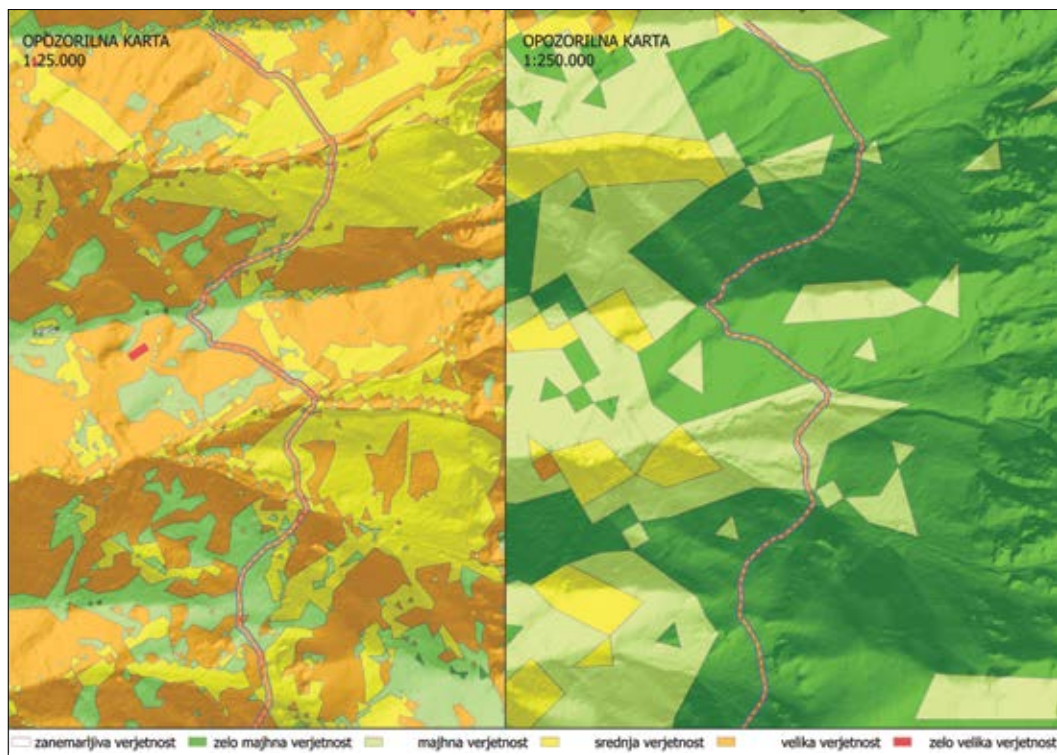 OPOZORILNA KARTA
1:25.000
OPOZORILNA KARTA
1:250.000
zanemarljiva verjetnost zelo majhna verjetnost majhna verjetnost srednja verjetnost velika verjetnost zelo velika verjetnost